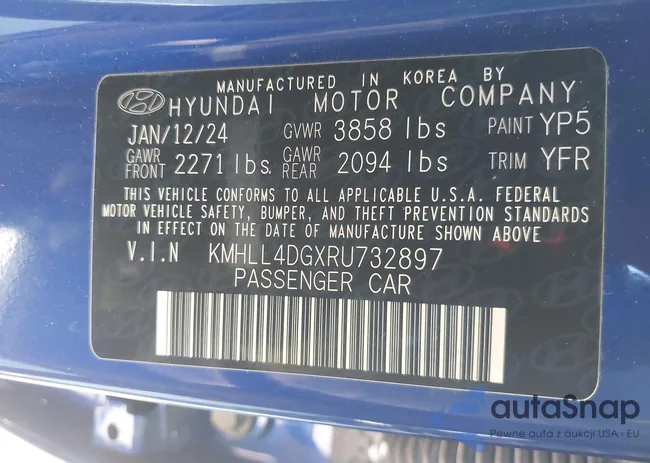 MANUFACTURED IN KOREA BY
HYUNDAI MOTOR COMPANY
JAN/12/24 GVWR 3858 lbs PAINT YP5
GAWR FRONT 2271 lbs. GAWR REAR 2094 lbs TRIM YFR
THIS VEHICLE CONFORMS TO ALL APPLICABLE U.S.A. FEDERAL
MOTOR VEHICLE SAFETY, BUMPER, AND THEFT PREVENTION STANDARDS
IN EFFECT ON THE DATE OF MANUFACTURE SHOWN ABOVE
V.I.N KMHLL4DGXRU732897
PASSENGER CAR
autaSnap
Pewne auta z aukcji USA i EU